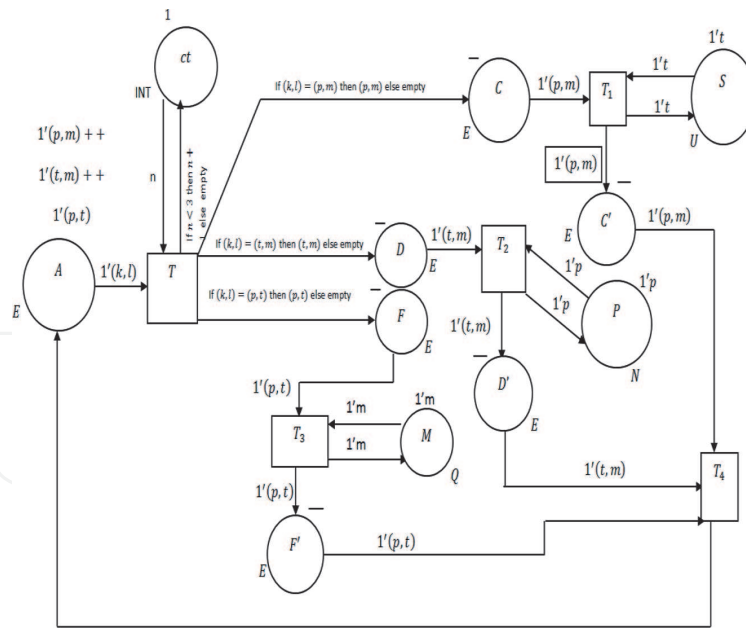 1
ct
INT
n
If n < 3 then n +
1 else empty
1′(p, m) ++
1′(t, m) ++
1′(p, t)
A
E
1′(k, l)
T
If (k, l) = (p, m) then (p, m) else empty
If (k, l) = (t, m) then (t, m) else empty
If (k, l) = (p, t) then (p, t) else empty
–
C
E
1′(p, m)
T₁
1′t
1′t
1′t
S
U
1′(p, m)
–
C′
E
1′(p, m)
–
D
E
1′(t, m)
T₂
1′p
1′p
1′p
P
N
1′(t, m)
–
D′
E
1′(t, m)
–
F
E
1′(p, t)
T₃
1′m
1′m
1′m
M
Q
1′(p, t)
–
F′
E
1′(p, t)
T₄